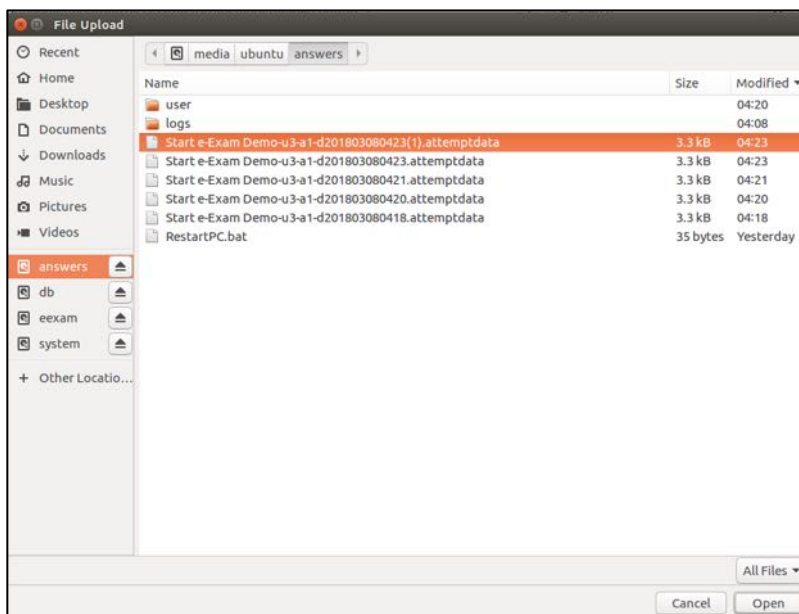 File Upload
Recent
Home
Desktop
Documents
Downloads
Music
Pictures
Videos
answers
db
eexam
system
+ Other Locatio...
media ubuntu answers
Name Size Modified
user 04:20
logs 04:08
Start e-Exam Demo-u3-a1-d201803080423(1).attemptdata 3.3 kB 04:23
Start e-Exam Demo-u3-a1-d201803080423.attemptdata 3.3 kB 04:23
Start e-Exam Demo-u3-a1-d201803080421.attemptdata 3.3 kB 04:21
Start e-Exam Demo-u3-a1-d201803080420.attemptdata 3.3 kB 04:20
Start e-Exam Demo-u3-a1-d201803080418.attemptdata 3.3 kB 04:18
RestartPC.bat 35 bytes Yesterday
All Files
Cancel Open